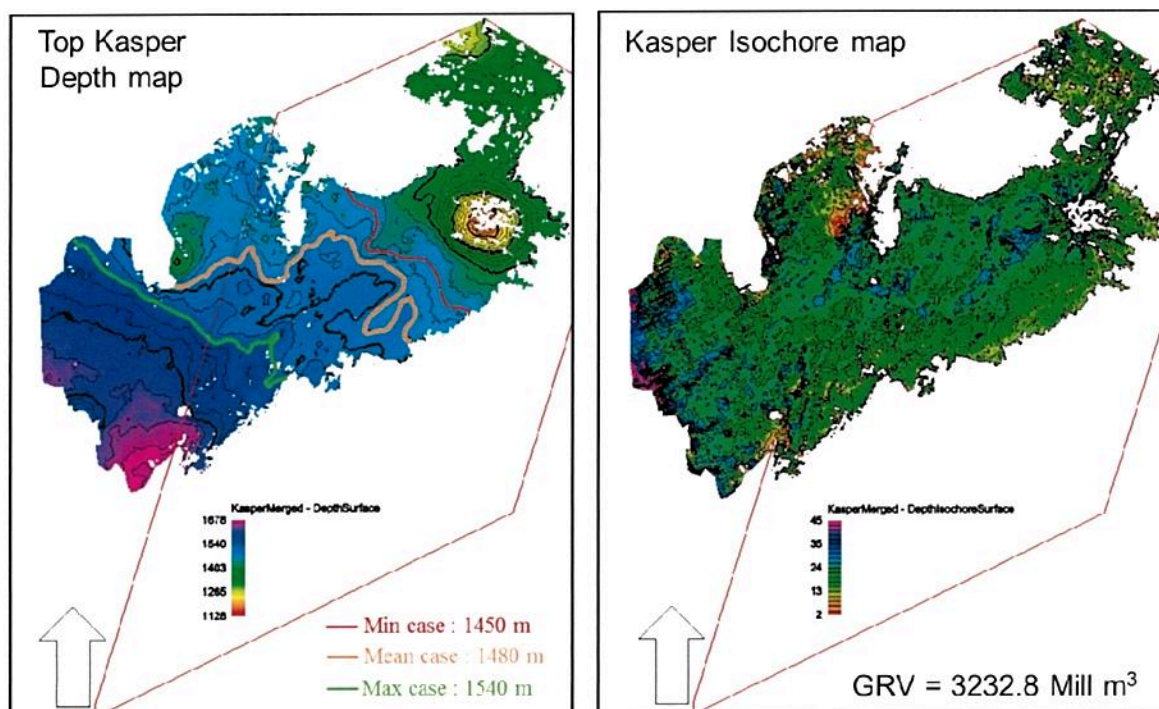 Top Kasper
Depth map
KasperMerged - DepthSurface
1678
1540
1403
1265
1128
Min case : 1450 m
Mean case : 1480 m
Max case : 1540 m
Kasper Isochore map
KasperMerged - DepthIsochoreSurface
45
35
24
13
2
GRV = 3232.8 Mill m³